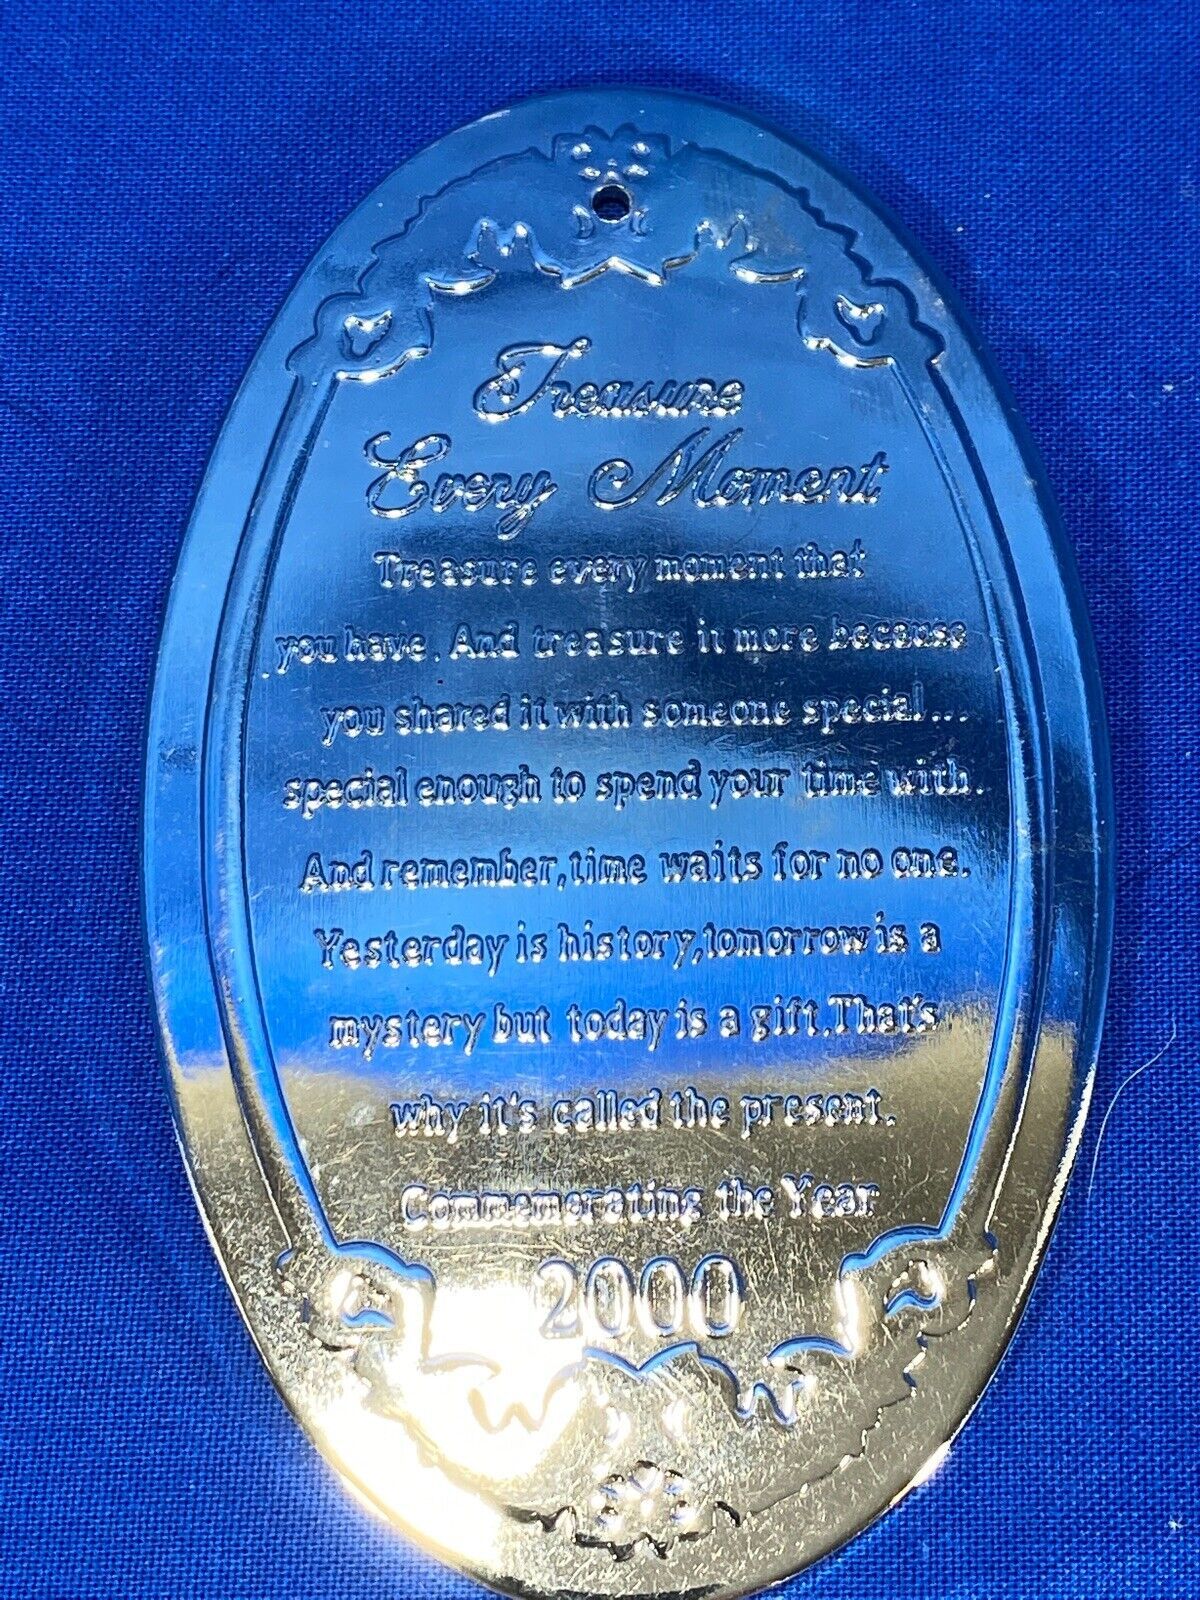 Treasure
Every Moment
Treasure every moment that
you have. And treasure it more because
you shared it with someone special...
special enough to spend your time with.
And remember, time waits for no one.
Yesterday is history, tomorrow is a
mystery but today is a gift. That's
why it's called the present.
Commemerating the Year
2000